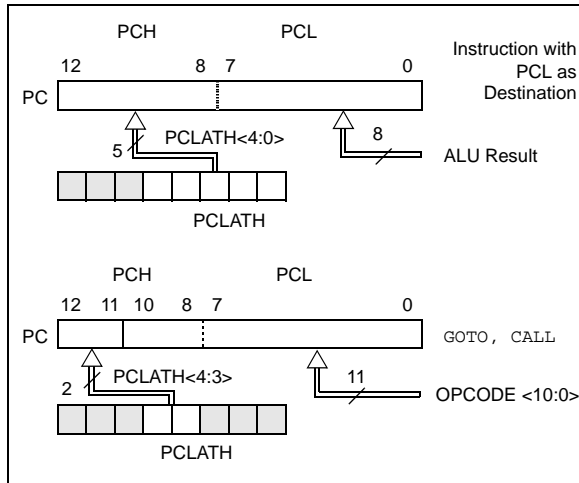 PCH PCL
12 8 7 0
Instruction with
PCL as
Destination
PC
5 PCLATH<4:0> 8
ALU Result
PCLATH
PCH PCL
12 11 10 8 7 0
PC GOTO, CALL
2 PCLATH<4:3> 11
OPCODE <10:0>
PCLATH